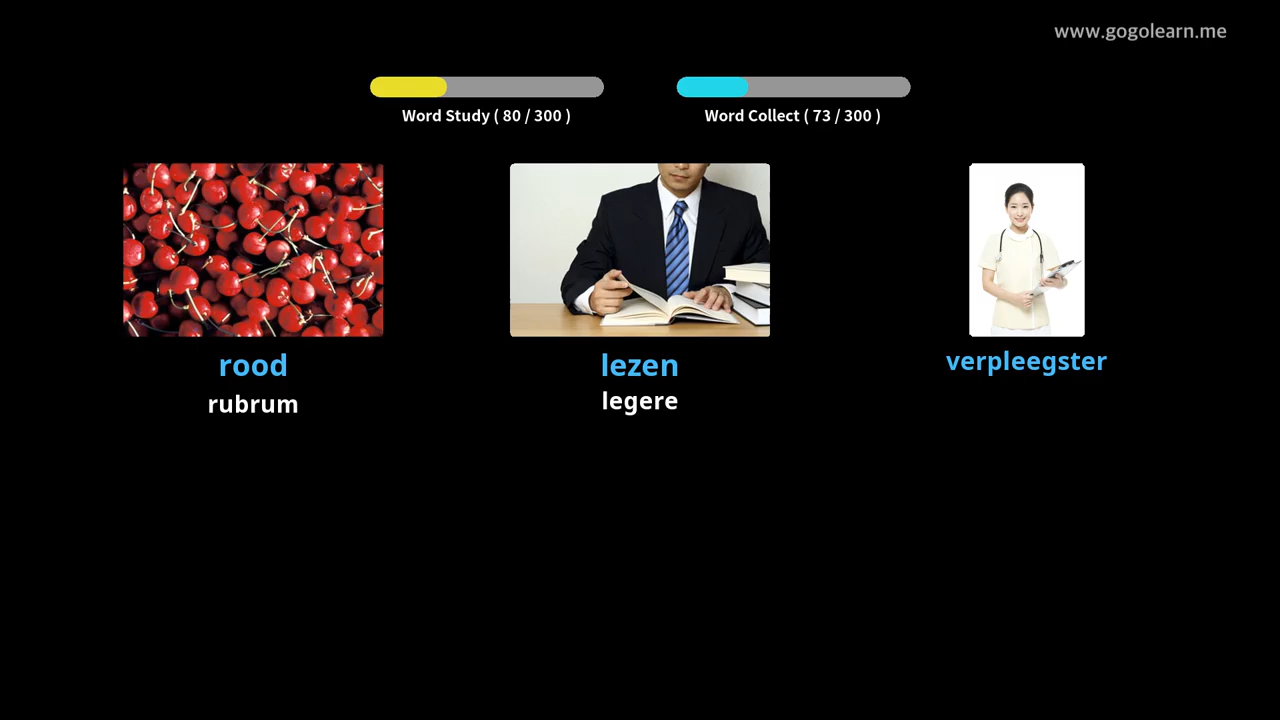 www.gogolearn.me
Word Study ( 80 / 300 )
Word Collect ( 73 / 300 )
rood
rubrum
lezen
legere
verpleegster